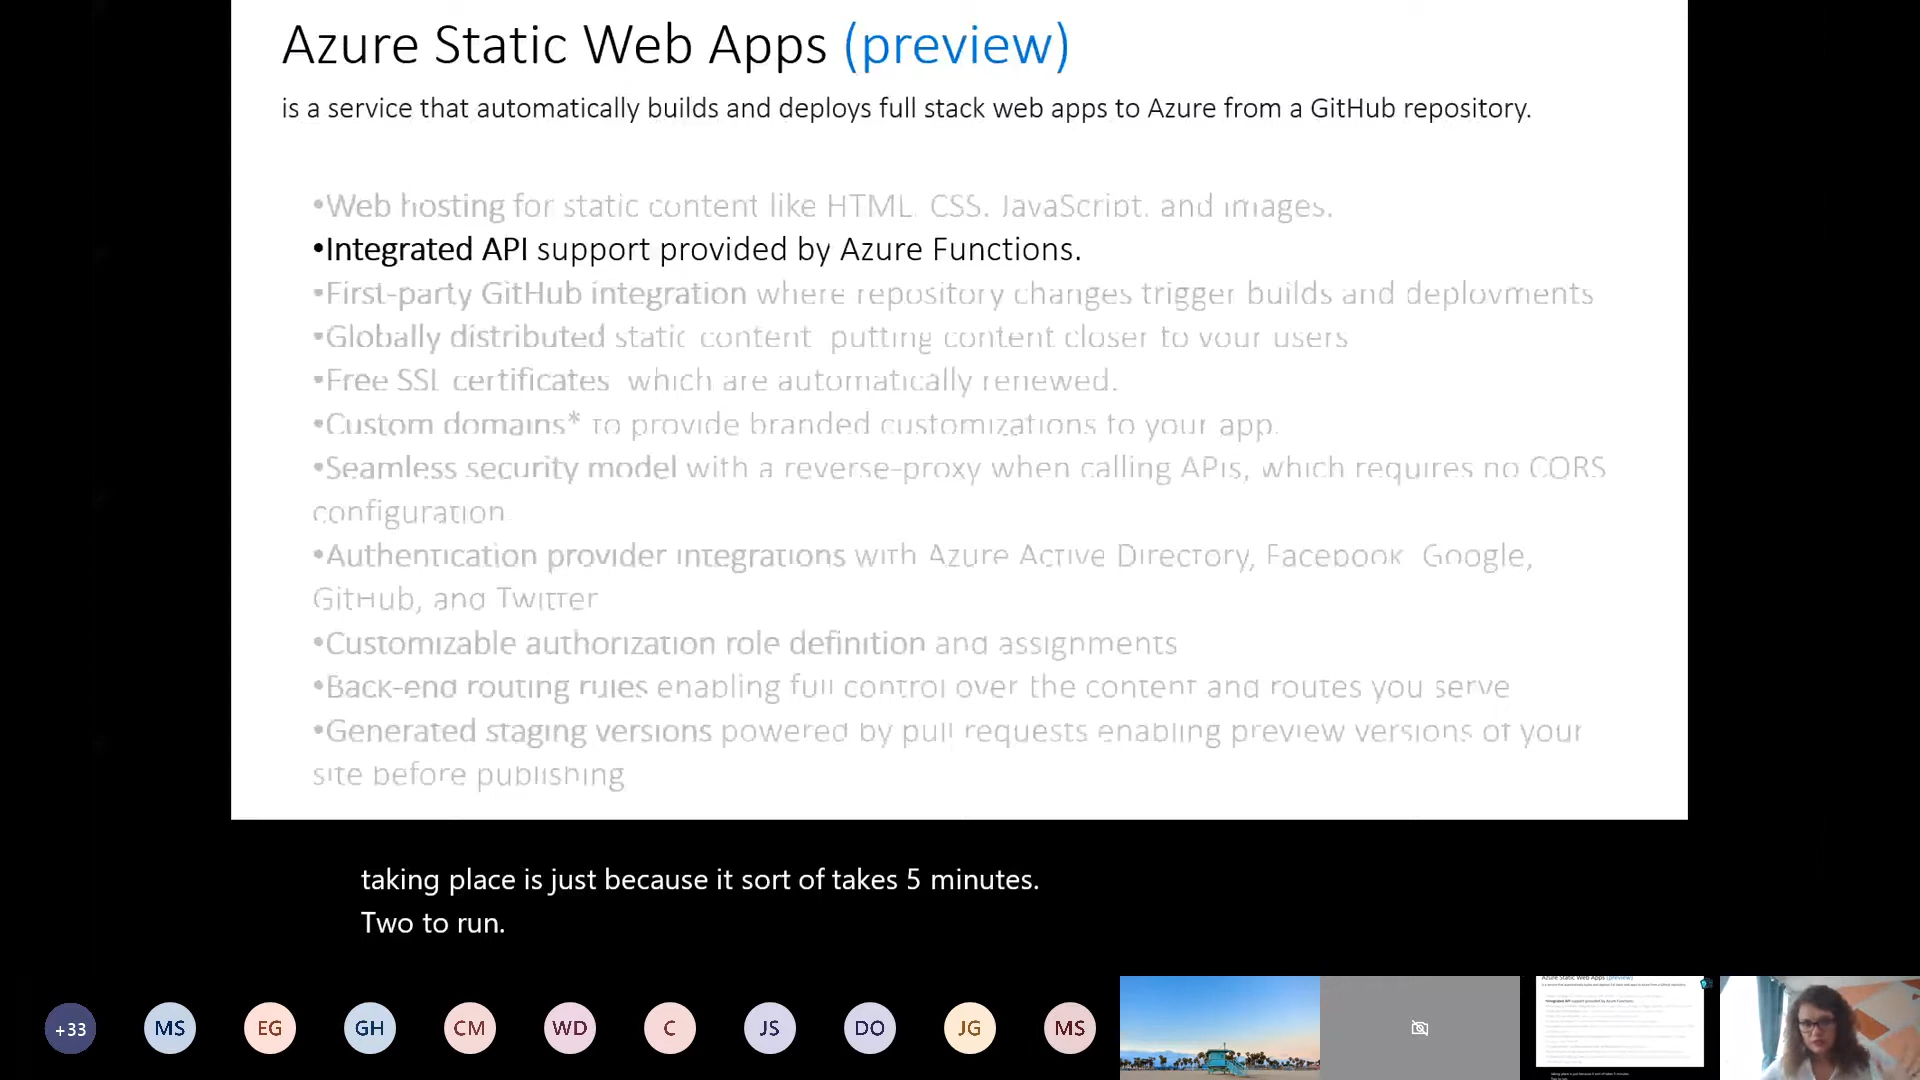 Azure Static Web Apps (preview)
is a service that automatically builds and deploys full stack web apps to Azure from a GitHub repository.
•Web hosting for static content like HTML, CSS, JavaScript, and images.
•Integrated API support provided by Azure Functions.
•First-party GitHub integration where repository changes trigger builds and deployments
•Globally distributed static content, putting content closer to your users
•Free SSL certificates, which are automatically renewed.
•Custom domains* to provide branded customizations to your app.
•Seamless security model with a reverse-proxy when calling APIs, which requires no CORS
configuration
•Authentication provider integrations with Azure Active Directory, Facebook, Google,
GitHub, and Twitter
•Customizable authorization role definition and assignments
•Back-end routing rules enabling full control over the content and routes you serve
•Generated staging versions powered by pull requests enabling preview versions of your
site before publishing
taking place is just because it sort of takes 5 minutes.
Two to run.
+33 MS EG GH CM WD C JS DO JG MS